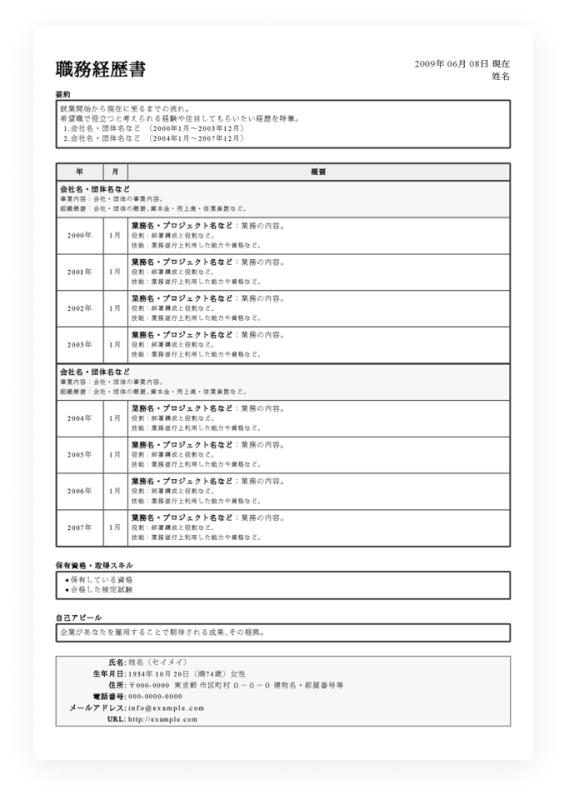 職務経歴書
2009年 06月 08日 現在
姓名
要約
就業開始から現在に至るまでの流れ。
希望職で役立つと考えられる経験や注目してもらいたい経歴を特筆。
1.会社名・団体名など （2000年1月～2003年12月）
2.会社名・団体名など （2004年1月～2007年12月）
年 月 概要
会社名・団体名など
事業内容：会社・団体の事業内容。
組織概要：会社・団体の概要。資本金・売上高・従業員数など。
2000年 1月 業務名・プロジェクト名など：業務の内容。
役割：部署構成と役割など。
技能：業務遂行上利用した能力や資格など。
2001年 1月 業務名・プロジェクト名など：業務の内容。
役割：部署構成と役割など。
技能：業務遂行上利用した能力や資格など。
2002年 1月 業務名・プロジェクト名など：業務の内容。
役割：部署構成と役割など。
技能：業務遂行上利用した能力や資格など。
2003年 1月 業務名・プロジェクト名など：業務の内容。
役割：部署構成と役割など。
技能：業務遂行上利用した能力や資格など。
会社名・団体名など
事業内容：会社・団体の事業内容。
組織概要：会社・団体の概要。資本金・売上高・従業員数など。
2004年 1月 業務名・プロジェクト名など：業務の内容。
役割：部署構成と役割など。
技能：業務遂行上利用した能力や資格など。
2005年 1月 業務名・プロジェクト名など：業務の内容。
役割：部署構成と役割など。
技能：業務遂行上利用した能力や資格など。
2006年 1月 業務名・プロジェクト名など：業務の内容。
役割：部署構成と役割など。
技能：業務遂行上利用した能力や資格など。
2007年 1月 業務名・プロジェクト名など：業務の内容。
役割：部署構成と役割など。
技能：業務遂行上利用した能力や資格など。
保有資格・取得スキル
●保有している資格
●合格した検定試験
自己アピール
企業があなたを雇用することで期待される成果、その根拠。
氏名: 姓名（セイメイ）
生年月日: 1934年 10月 20日（満74歳）女性
住所: 〒000-0000 東京都 市区町村 ０－０－０ 建物名・部屋番号等
電話番号: 000-0000-0000
メールアドレス: info@example.com
URL: http://example.com